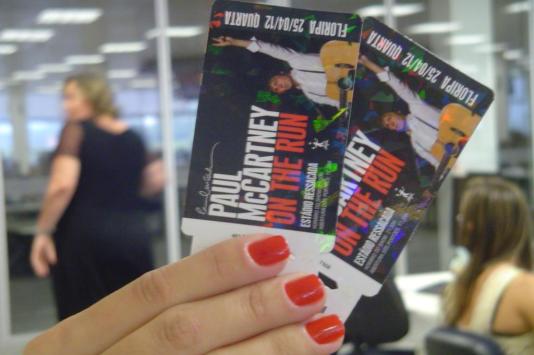 FLORIPA 25/04/12 QUARTA
PAUL
McCARTNEY
ON THE RUN
ESTÁDIO RESSACADA
FLORIPA 25/04/12 QUARTA
McCARTNEY
ON THE RUN
ESTÁDIO RESSACADA